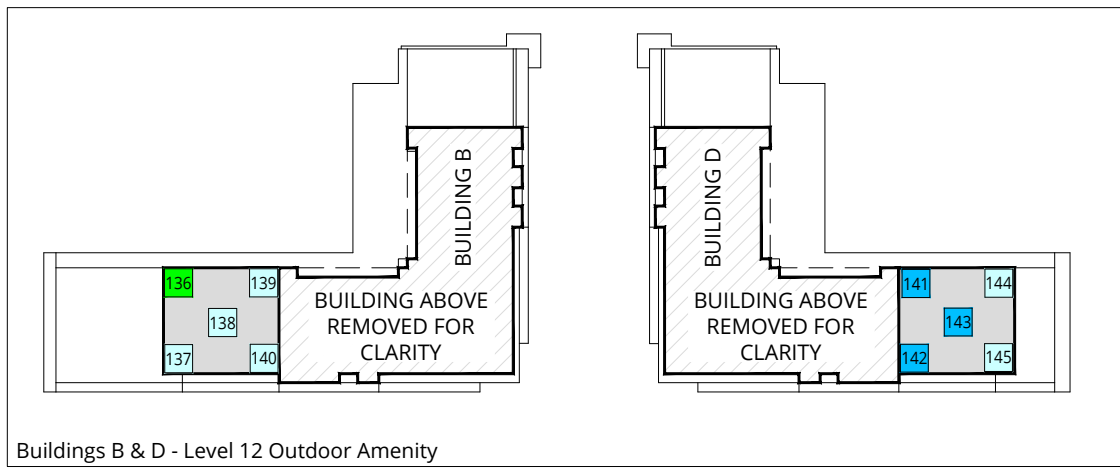 BUILDING B
BUILDING D
136
139
138
137
140
BUILDING ABOVE
REMOVED FOR
CLARITY
BUILDING ABOVE
REMOVED FOR
CLARITY
141
144
143
142
145
Buildings B & D - Level 12 Outdoor Amenity